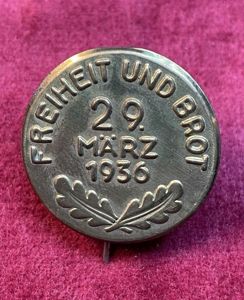 FREIHEIT UND BROT
29.
MÄRZ
1936